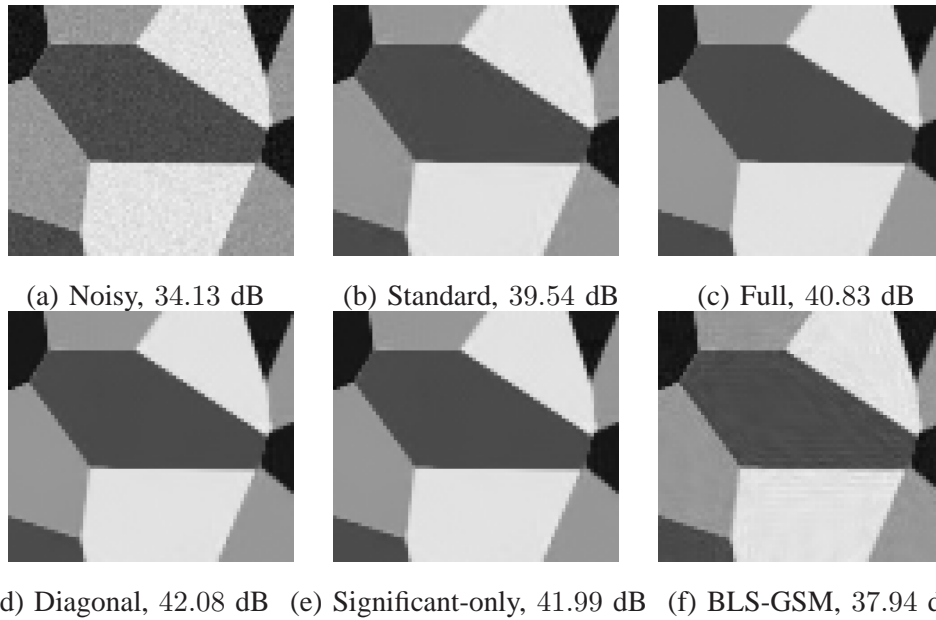 (a) Noisy, 34.13 dB
(b) Standard, 39.54 dB
(c) Full, 40.83 dB
d) Diagonal, 42.08 dB
(e) Significant-only, 41.99 dB
(f) BLS-GSM, 37.94 d